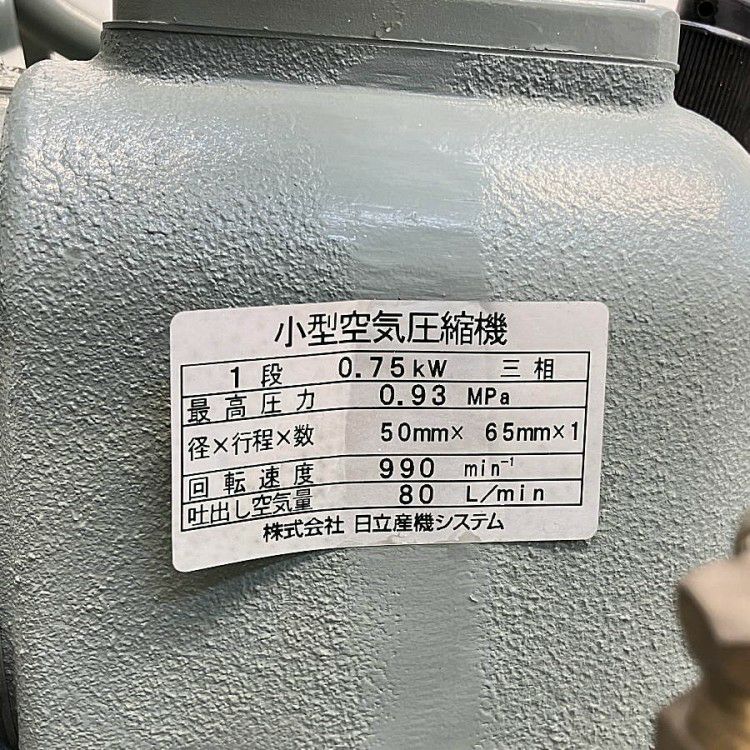 小型空気圧縮機
1段 0.75kW 三相
最高圧力 0.93 MPa
径×行程×数 50mm× 65mm×1
回転速度 990 min⁻¹
吐出し空気量 80 L/min
株式会社 日立産機システム